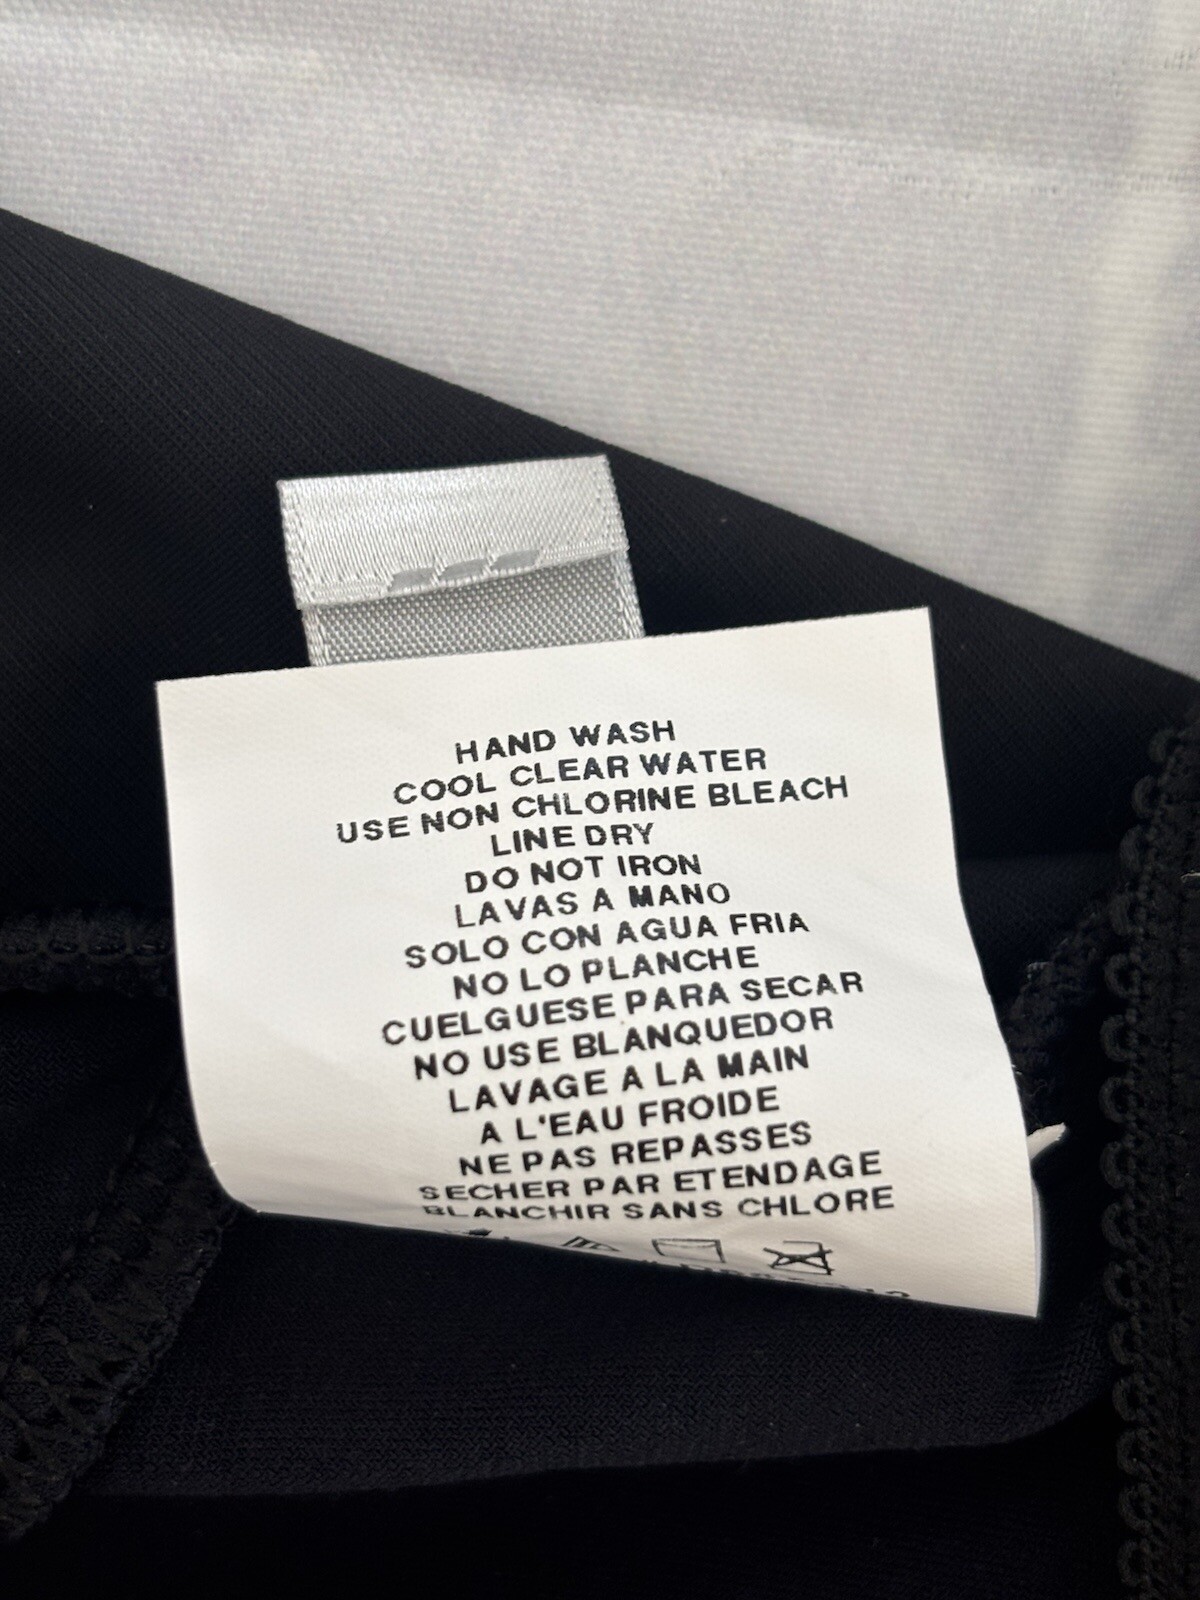 HAND WASH
COOL CLEAR WATER
USE NON CHLORINE BLEACH
LINE DRY
DO NOT IRON
LAVAS A MANO
SOLO CON AGUA FRIA
NO LO PLANCHE
CUELGUESE PARA SECAR
NO USE BLANQUEDOR
LAVAGE A LA MAIN
A L'EAU FROIDE
NE PAS REPASSES
SECHER PAR ETENDAGE
BLANCHIR SANS CHLORE